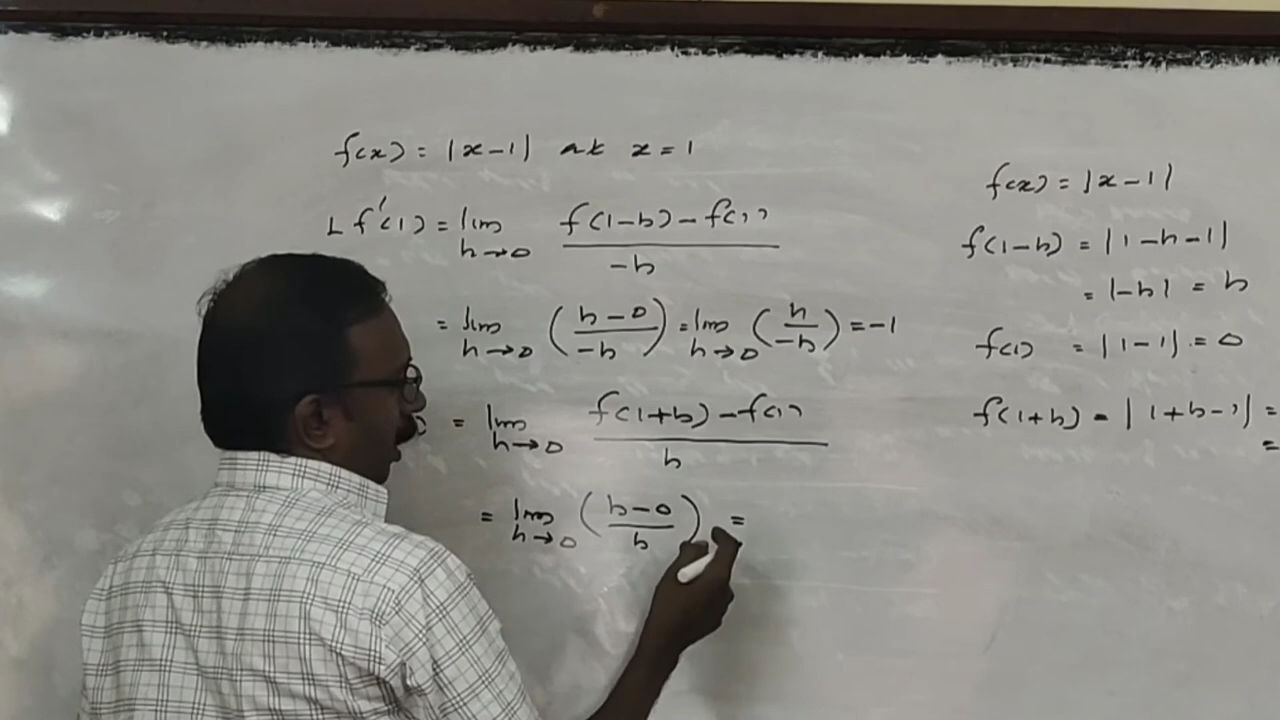 f(x) = |x-1| at x = 1
L f'(1) = lim h→0 f(1-h) - f(1) / -h
= lim h→0 (h-0 / -h) = lim h→0 (h / -h) = -1
) = lim h→0 f(1+h) - f(1) / h
= lim h→0 (h-0 / h) =
f(x) = |x-1|
f(1-h) = |1-h-1|
= |-h| = h
f(1) = |1-1| = 0
f(1+h) = |1+h-1| =
=